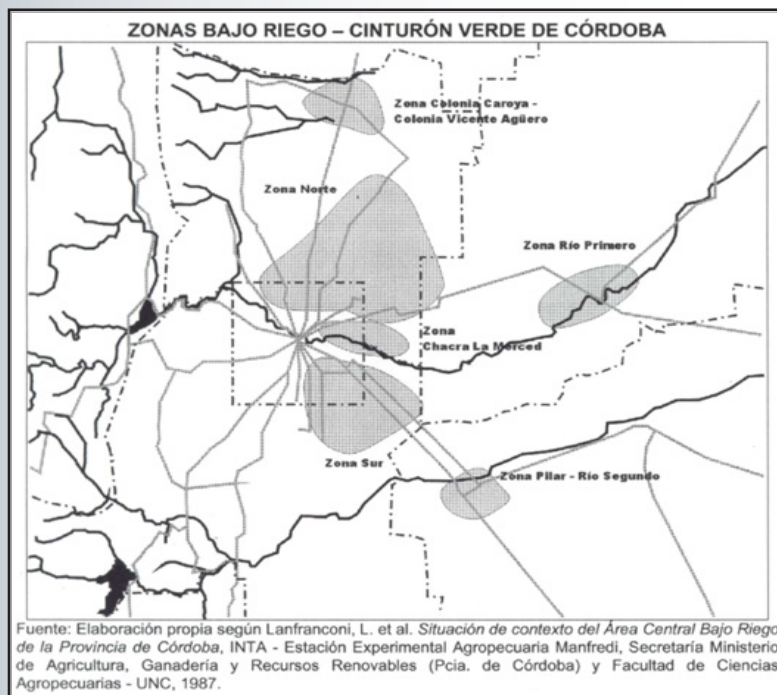 ZONAS BAJO RIEGO – CINTURÓN VERDE DE CÓRDOBA
Zona Colonia Caroya -
Colonia Vicente Agüero
Zona Norte
Zona Río Primero
Zona
Chacra La Merced
Zona Sur
Zona Pilar - Río Segundo
Fuente: Elaboración propia según Lanfranconi, L. et al. Situación de contexto del Área Central Bajo Riego
de la Provincia de Córdoba, INTA - Estación Experimental Agropecuaria Manfredi, Secretaría Ministerio
de Agricultura, Ganadería y Recursos Renovables (Pcia. de Córdoba) y Facultad de Ciencias
Agropecuarias - UNC, 1987.